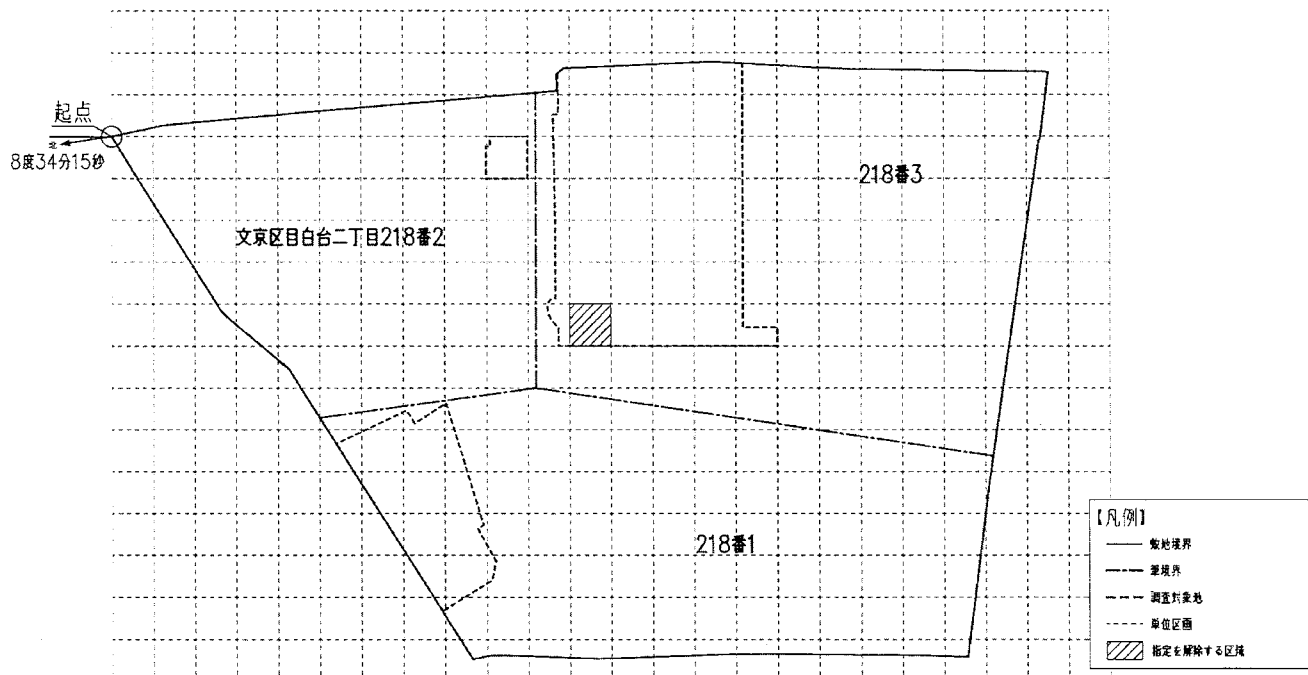 起点
北
8度34分15秒
218番3
文京区目白台二丁目218番2
218番1
【凡例】
敷地境界
筆境界
調査対象地
単位区画
指定を解除する区域